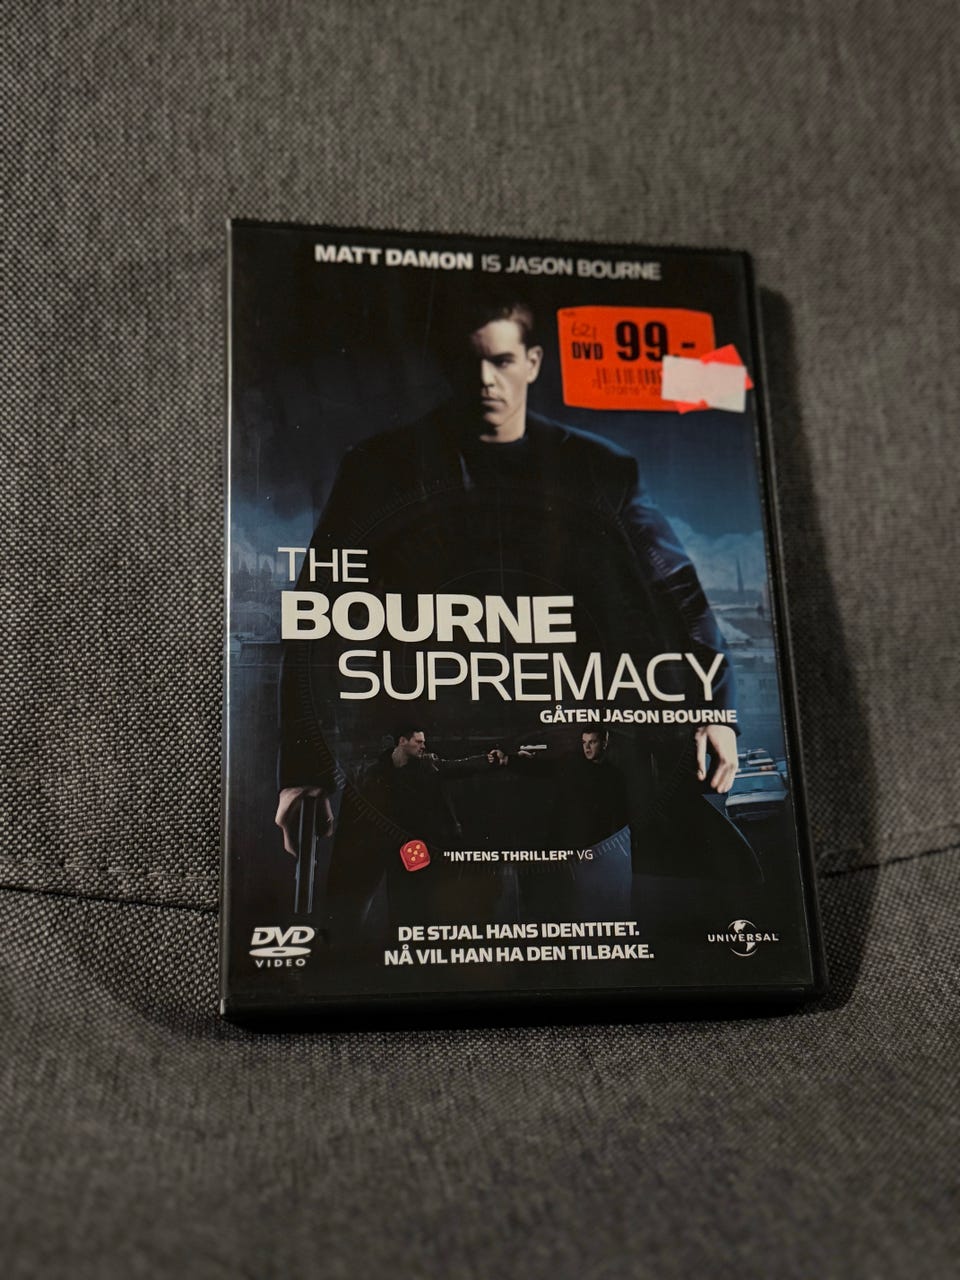 MATT DAMON IS JASON BOURNE
621
DVD 99.-
THE
BOURNE
SUPREMACY
GÅTEN JASON BOURNE
"INTENS THRILLER" VG
DE STJAL HANS IDENTITET.
NÅ VIL HAN HA DEN TILBAKE.
DVD
VIDEO
UNIVERSAL